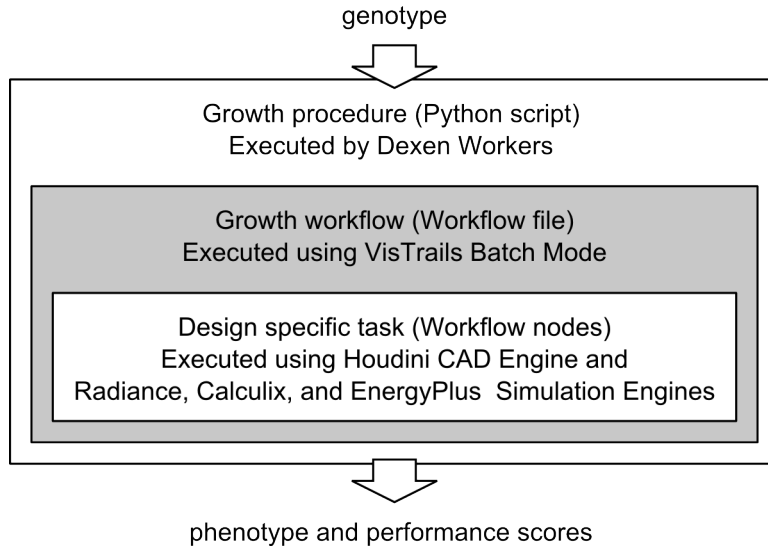 genotype
Growth procedure (Python script)
Executed by Dexen Workers
Growth workflow (Workflow file)
Executed using VisTrails Batch Mode
Design specific task (Workflow nodes)
Executed using Houdini CAD Engine and
Radiance, Calculix, and EnergyPlus Simulation Engines
phenotype and performance scores